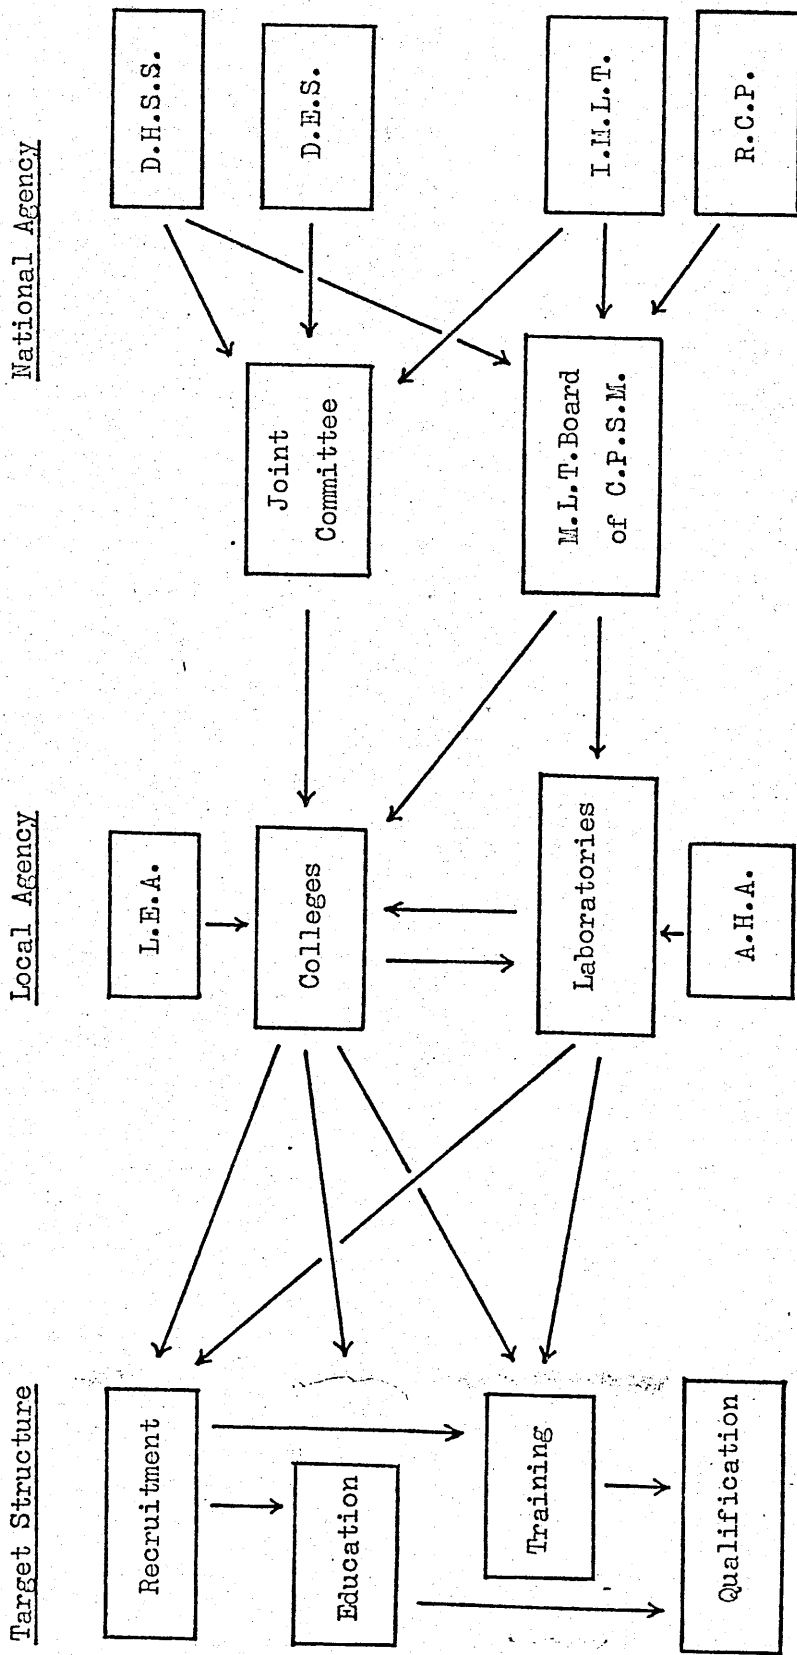 Target Structure
Local Agency
National Agency
Recruitment
Education
Training
Qualification
L.E.A.
Colleges
Laboratories
A.H.A.
Joint
Committee
M.L.T.Board
of C.P.S.M.
D.H.S.S.
D.E.S.
I.M.L.T.
R.C.P.